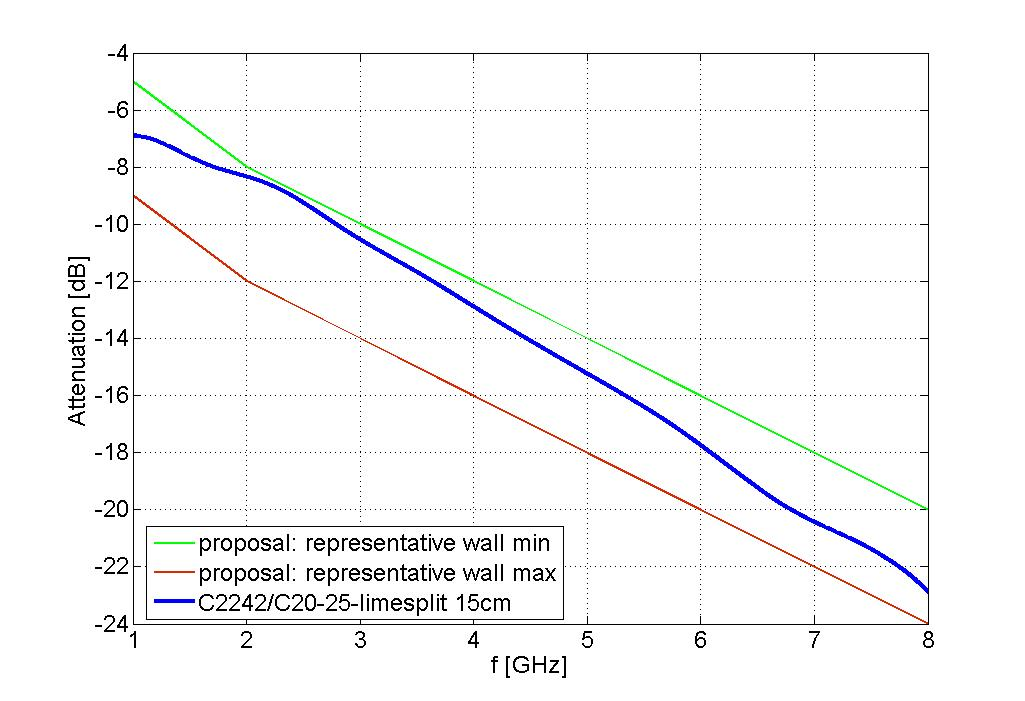 -4
-6
-8
-10
-12
-14
-16
-18
-20
-22
-24
Attenuation [dB]
proposal: representative wall min
proposal: representative wall max
C2242/C20-25-limesplit 15cm
1 2 3 4 5 6 7 8
f [GHz]